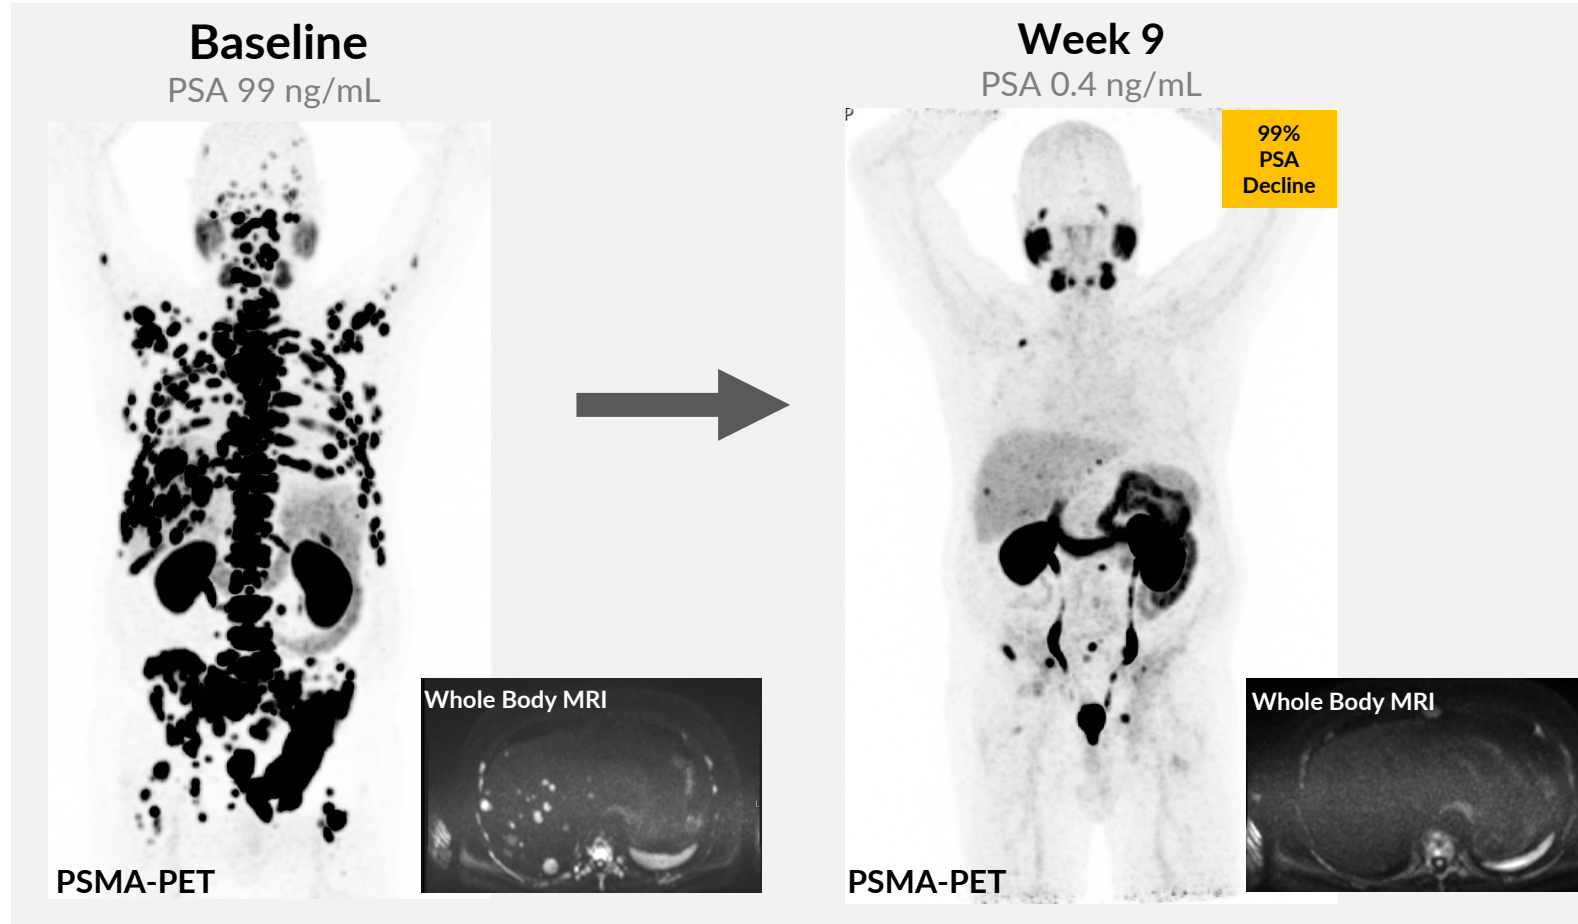 Baseline
PSA 99 ng/mL
Week 9
PSA 0.4 ng/mL
P
99%
PSA
Decline
Whole Body MRI
L
PSMA-PET
Whole Body MRI
PSMA-PET